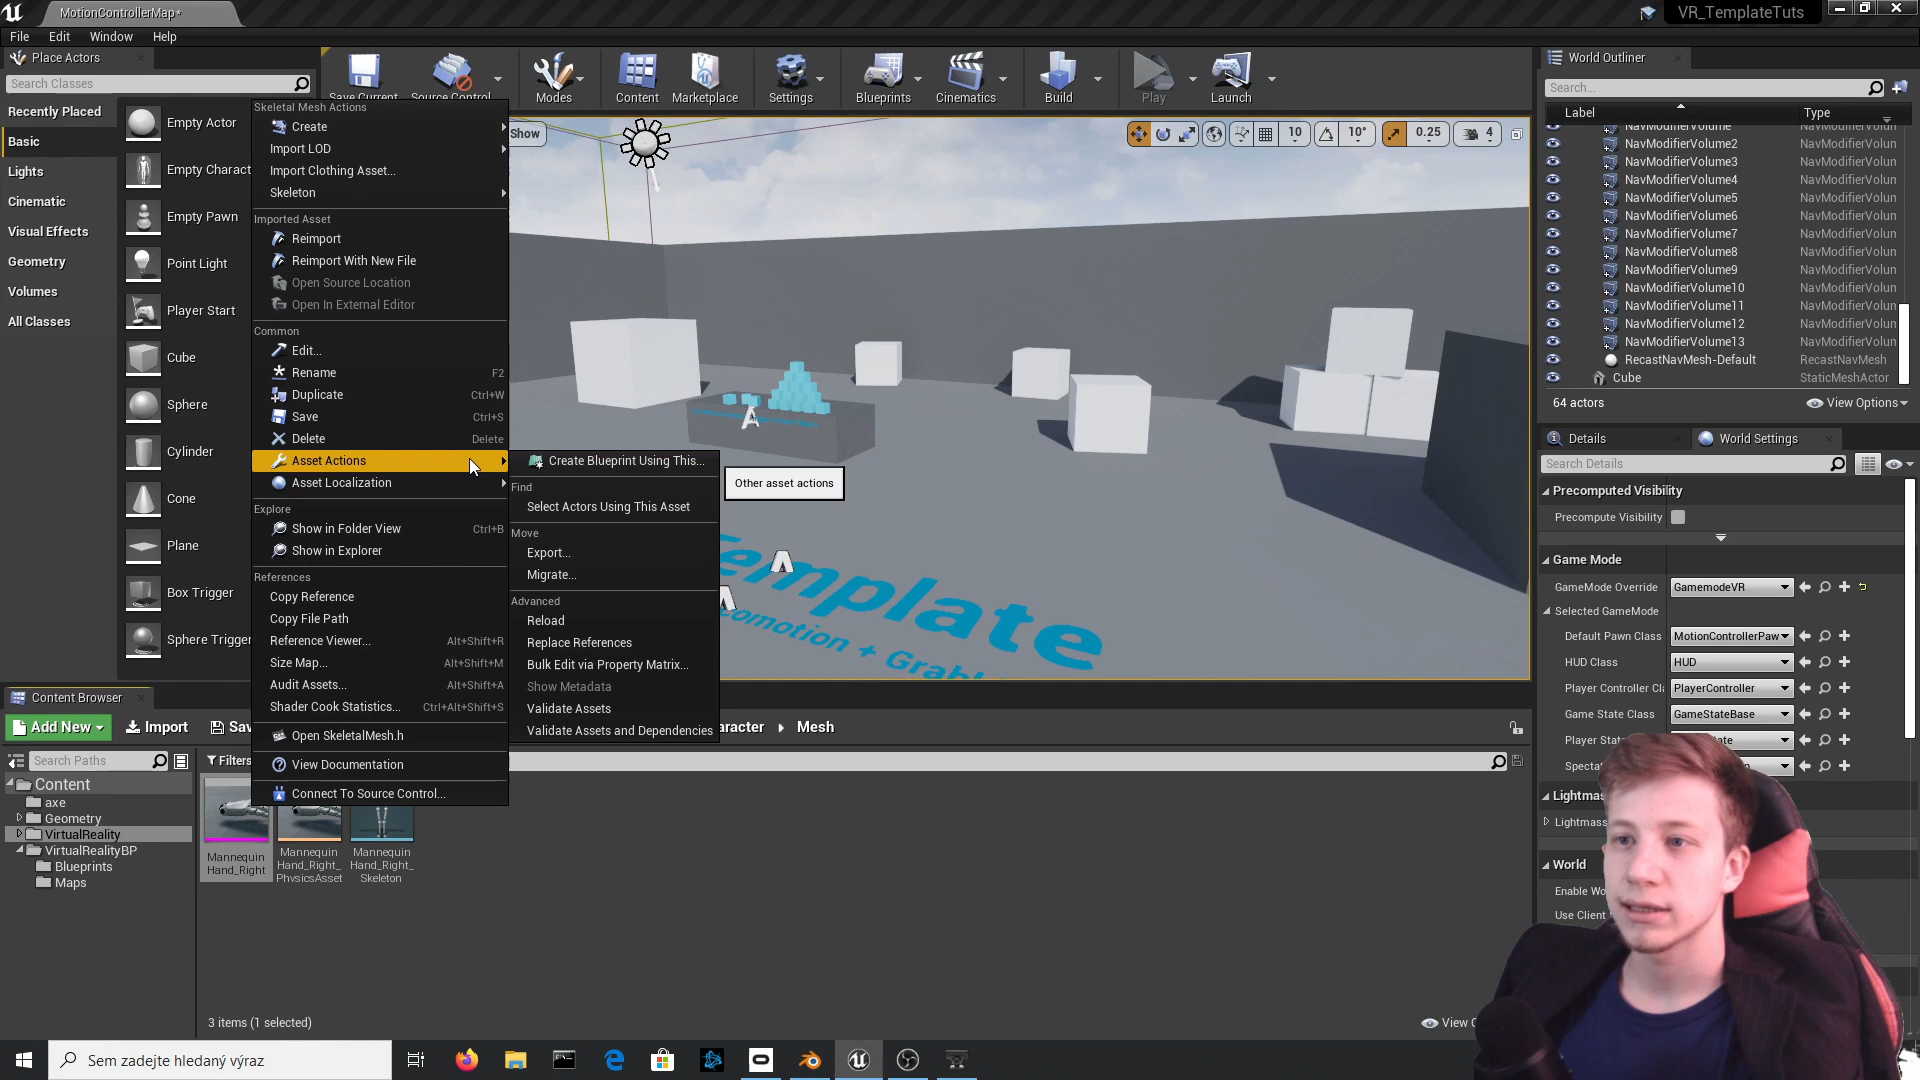 MotionControllerMap*
VR_TemplateTuts
File Edit Window Help
Place Actors
Search Classes
Recently Placed
Basic
Lights
Cinematic
Visual Effects
Geometry
Volumes
All Classes
Empty Actor
Empty Charact
Empty Pawn
Point Light
Player Start
Cube
Sphere
Cylinder
Cone
Plane
Box Trigger
Sphere Trigger
Save Current
Source Control
Modes
Content
Marketplace
Settings
Blueprints
Cinematics
Build
Play
Launch
Skeletal Mesh Actions
Create
Import LOD
Import Clothing Asset...
Skeleton
Imported Asset
Reimport
Reimport With New File
Open Source Location
Open In External Editor
Common
Edit...
Rename F2
Duplicate Ctrl+W
Save Ctrl+S
Delete Delete
Asset Actions
Asset Localization
Explore
Show in Folder View Ctrl+B
Show in Explorer
References
Copy Reference
Copy File Path
Reference Viewer... Alt+Shift+R
Size Map... Alt+Shift+M
Audit Assets... Alt+Shift+A
Shader Cook Statistics... Ctrl+Alt+Shift+S
Open SkeletalMesh.h
View Documentation
Connect To Source Control...
Create Blueprint Using This...
Find
Select Actors Using This Asset
Move
Export...
Migrate...
Advanced
Reload
Replace References
Bulk Edit via Property Matrix...
Show Metadata
Validate Assets
Validate Assets and Dependencies
Other asset actions
Show
10 10° 0.25 4
Template
comotion + Grabb
World Outliner
Search...
Label Type
NavModifierVolume NavModifierVolun
NavModifierVolume2 NavModifierVolun
NavModifierVolume3 NavModifierVolun
NavModifierVolume4 NavModifierVolun
NavModifierVolume5 NavModifierVolun
NavModifierVolume6 NavModifierVolun
NavModifierVolume7 NavModifierVolun
NavModifierVolume8 NavModifierVolun
NavModifierVolume9 NavModifierVolun
NavModifierVolume10 NavModifierVolun
NavModifierVolume11 NavModifierVolun
NavModifierVolume12 NavModifierVolun
NavModifierVolume13 NavModifierVolun
RecastNavMesh-Default RecastNavMesh
Cube StaticMeshActor
64 actors
View Options
Details
World Settings
Search Details
Precomputed Visibility
Precompute Visibility
Game Mode
GameMode Override GamemodeVR
Selected GameMode
Default Pawn Class MotionControllerPaw
HUD Class HUD
Player Controller Cl PlayerController
Game State Class GameStateBase
Player State
Spectat
Lightmas
Lightmass
World
Enable Wo
Use Client
Content Browser
Add New
Import
Sav
aracter
Mesh
Search Paths
Filters
Content
axe
Geometry
VirtualReality
VirtualRealityBP
Blueprints
Maps
Mannequin
Hand_Right
Mannequin
Hand_Right_
PhysicsAsset
Mannequin
Hand_Right_
Skeleton
3 items (1 selected)
View O
Sem zadejte hledaný výraz